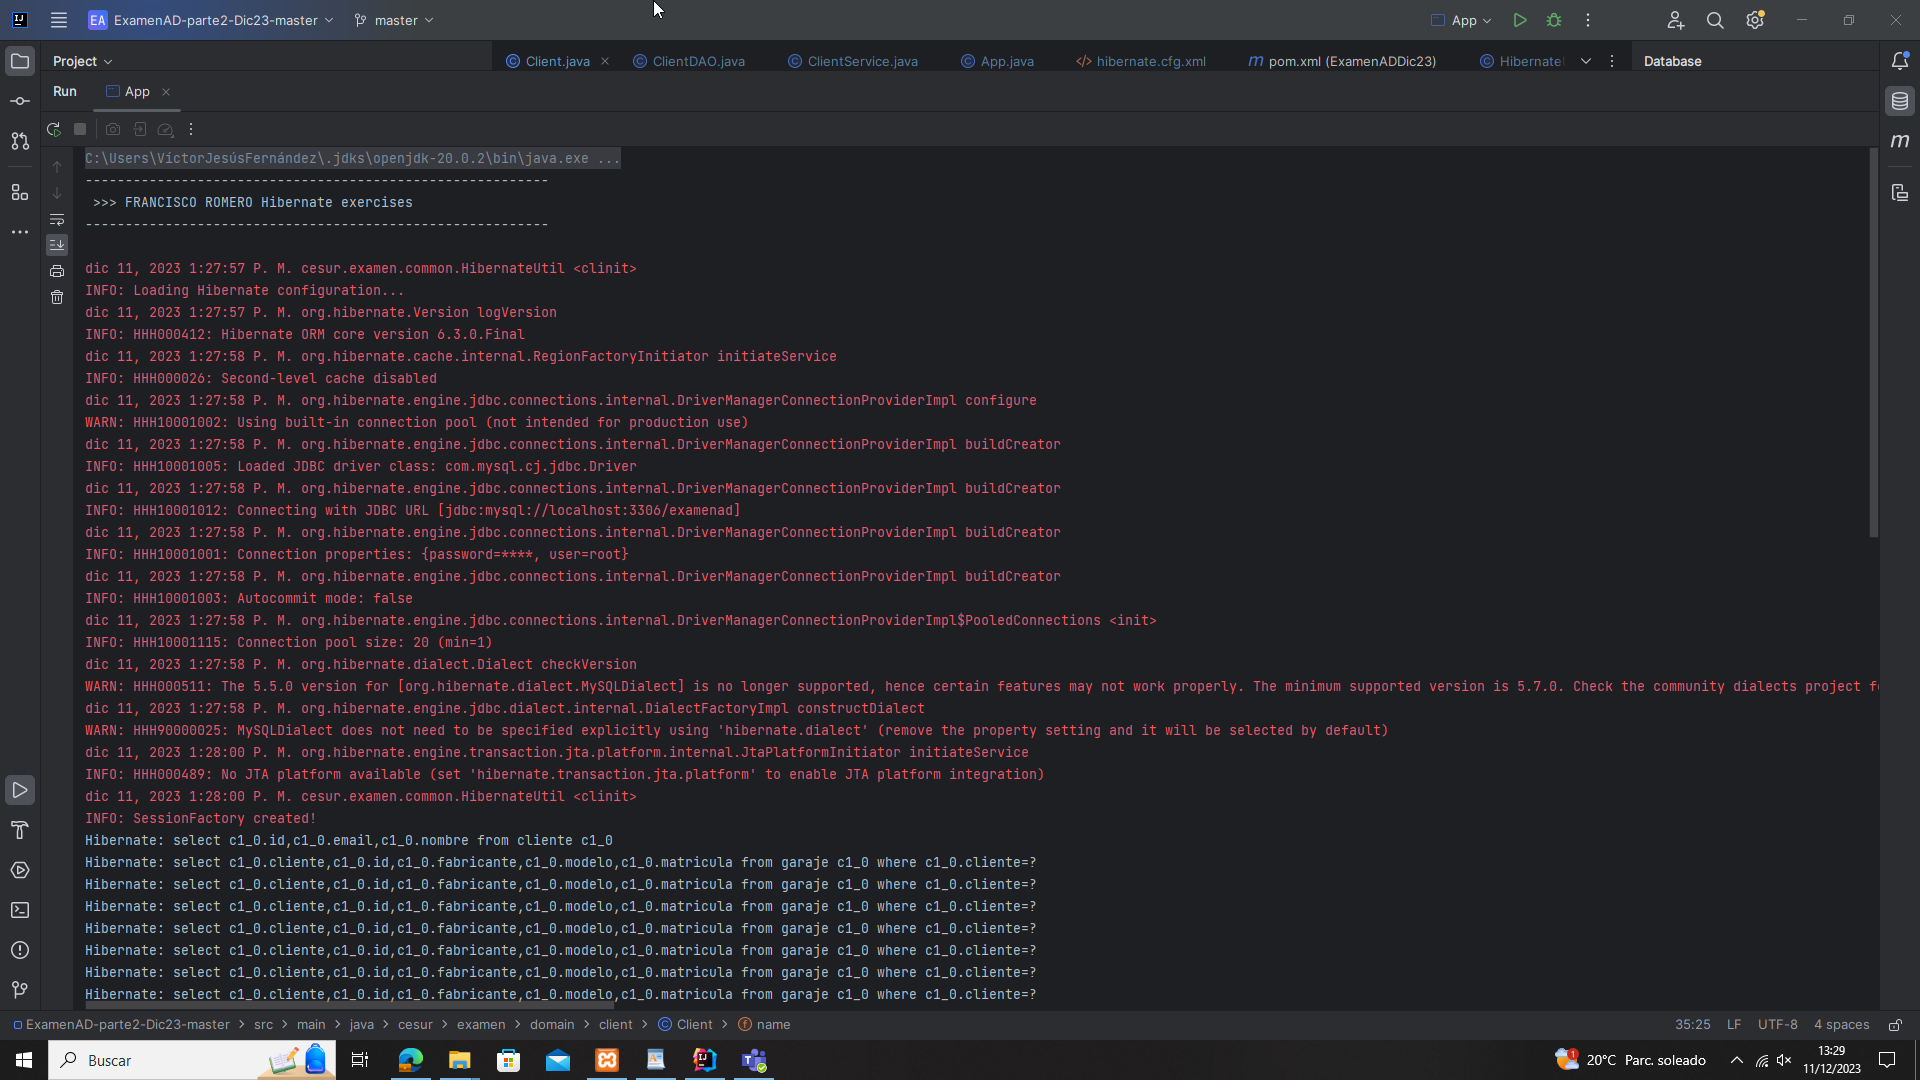 EA ExamenAD-parte2-Dic23-master master App
Project Client.java ClientDAO.java ClientService.java App.java hibernate.cfg.xml pom.xml (ExamenADDic23) Hibernate Database
Run App
C:\Users\VíctorJesúsFernández\.jdks\openjdk-20.0.2\bin\java.exe ...
----------------------------------------------------------
>>> FRANCISCO ROMERO Hibernate exercises
----------------------------------------------------------
dic 11, 2023 1:27:57 P. M. cesur.examen.common.HibernateUtil <clinit>
INFO: Loading Hibernate configuration...
dic 11, 2023 1:27:57 P. M. org.hibernate.Version logVersion
INFO: HHH000412: Hibernate ORM core version 6.3.0.Final
dic 11, 2023 1:27:58 P. M. org.hibernate.cache.internal.RegionFactoryInitiator initiateService
INFO: HHH000026: Second-level cache disabled
dic 11, 2023 1:27:58 P. M. org.hibernate.engine.jdbc.connections.internal.DriverManagerConnectionProviderImpl configure
WARN: HHH10001002: Using built-in connection pool (not intended for production use)
dic 11, 2023 1:27:58 P. M. org.hibernate.engine.jdbc.connections.internal.DriverManagerConnectionProviderImpl buildCreator
INFO: HHH10001005: Loaded JDBC driver class: com.mysql.cj.jdbc.Driver
dic 11, 2023 1:27:58 P. M. org.hibernate.engine.jdbc.connections.internal.DriverManagerConnectionProviderImpl buildCreator
INFO: HHH10001012: Connecting with JDBC URL [jdbc:mysql://localhost:3306/examenad]
dic 11, 2023 1:27:58 P. M. org.hibernate.engine.jdbc.connections.internal.DriverManagerConnectionProviderImpl buildCreator
INFO: HHH10001001: Connection properties: {password=****, user=root}
dic 11, 2023 1:27:58 P. M. org.hibernate.engine.jdbc.connections.internal.DriverManagerConnectionProviderImpl buildCreator
INFO: HHH10001003: Autocommit mode: false
dic 11, 2023 1:27:58 P. M. org.hibernate.engine.jdbc.connections.internal.DriverManagerConnectionProviderImpl$PooledConnections <init>
INFO: HHH10001115: Connection pool size: 20 (min=1)
dic 11, 2023 1:27:58 P. M. org.hibernate.dialect.Dialect checkVersion
WARN: HHH000511: The 5.5.0 version for [org.hibernate.dialect.MySQLDialect] is no longer supported, hence certain features may not work properly. The minimum supported version is 5.7.0. Check the community dialects project f
dic 11, 2023 1:27:58 P. M. org.hibernate.engine.jdbc.dialect.internal.DialectFactoryImpl constructDialect
WARN: HHH90000025: MySQLDialect does not need to be specified explicitly using 'hibernate.dialect' (remove the property setting and it will be selected by default)
dic 11, 2023 1:28:00 P. M. org.hibernate.engine.transaction.jta.platform.internal.JtaPlatformInitiator initiateService
INFO: HHH000489: No JTA platform available (set 'hibernate.transaction.jta.platform' to enable JTA platform integration)
dic 11, 2023 1:28:00 P. M. cesur.examen.common.HibernateUtil <clinit>
INFO: SessionFactory created!
Hibernate: select c1_0.id,c1_0.email,c1_0.nombre from cliente c1_0
Hibernate: select c1_0.cliente,c1_0.id,c1_0.fabricante,c1_0.modelo,c1_0.matricula from garaje c1_0 where c1_0.cliente=?
Hibernate: select c1_0.cliente,c1_0.id,c1_0.fabricante,c1_0.modelo,c1_0.matricula from garaje c1_0 where c1_0.cliente=?
Hibernate: select c1_0.cliente,c1_0.id,c1_0.fabricante,c1_0.modelo,c1_0.matricula from garaje c1_0 where c1_0.cliente=?
Hibernate: select c1_0.cliente,c1_0.id,c1_0.fabricante,c1_0.modelo,c1_0.matricula from garaje c1_0 where c1_0.cliente=?
Hibernate: select c1_0.cliente,c1_0.id,c1_0.fabricante,c1_0.modelo,c1_0.matricula from garaje c1_0 where c1_0.cliente=?
Hibernate: select c1_0.cliente,c1_0.id,c1_0.fabricante,c1_0.modelo,c1_0.matricula from garaje c1_0 where c1_0.cliente=?
Hibernate: select c1_0.cliente,c1_0.id,c1_0.fabricante,c1_0.modelo,c1_0.matricula from garaje c1_0 where c1_0.cliente=?
ExamenAD-parte2-Dic23-master > src > main > java > cesur > examen > domain > client > Client > name 35:25 LF UTF-8 4 spaces
Buscar 20°C Parc. soleado 13:29
11/12/2023